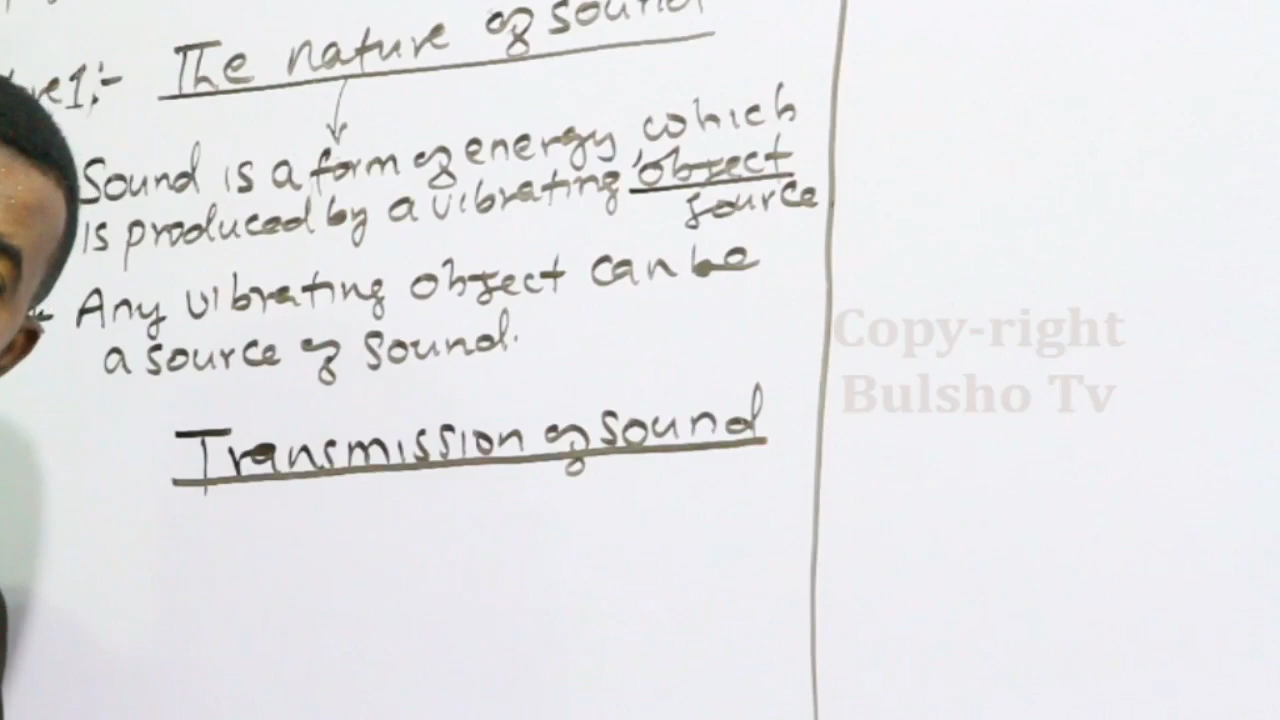 The nature of sound
Sound is a form of energy which
is produced by a vibrating object
source
Any vibrating object can be
a source of sound.
Transmission of sound
Copy-right
Bulsho Tv